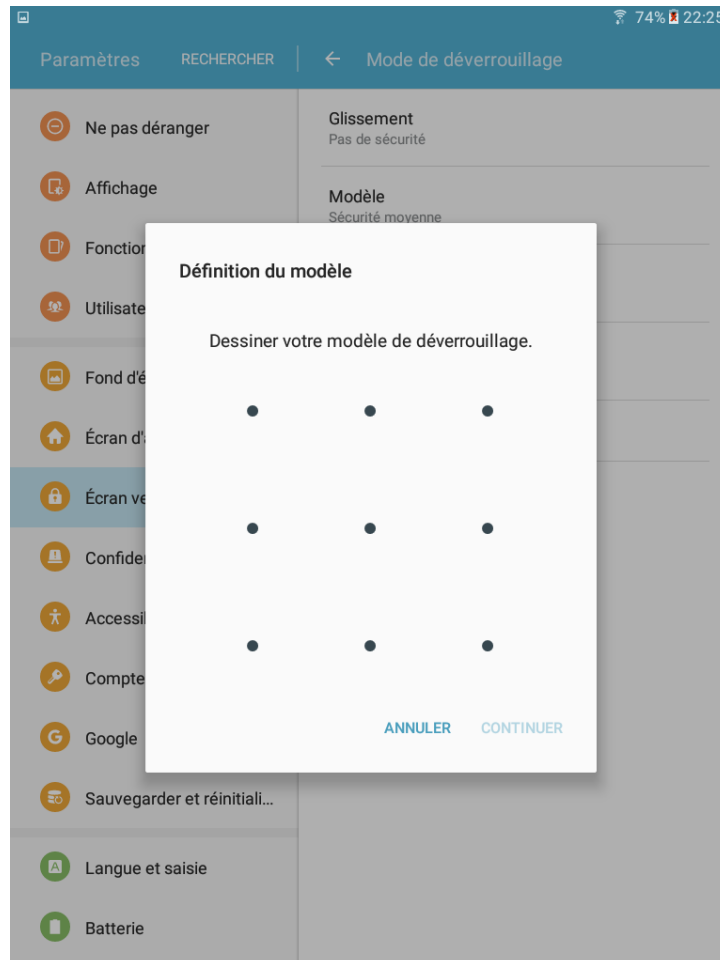 74% 22:25
Paramètres RECHERCHER Mode de déverrouillage
Ne pas déranger
Affichage
Fonction
Utilisate
Fond d'é
Écran d'a
Écran ve
Confide
Accessi
Compte
Google
Sauvegarder et réinitiali...
Langue et saisie
Batterie
Glissement
Pas de sécurité
Modèle
Sécurité moyenne
Définition du modèle
Dessiner votre modèle de déverrouillage.
ANNULER CONTINUER